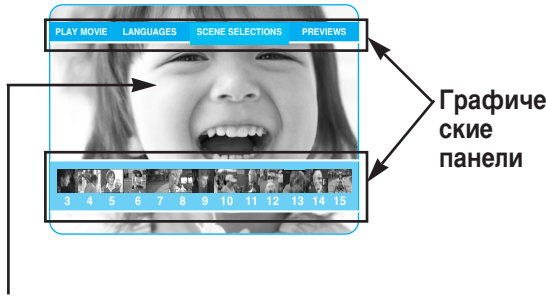 PLAY MOVIE LANGUAGES SCENE SELECTIONS PREVIEWS
Графиче
ские
панели
3 4 5 6 7 8 9 10 11 12 13 14 15